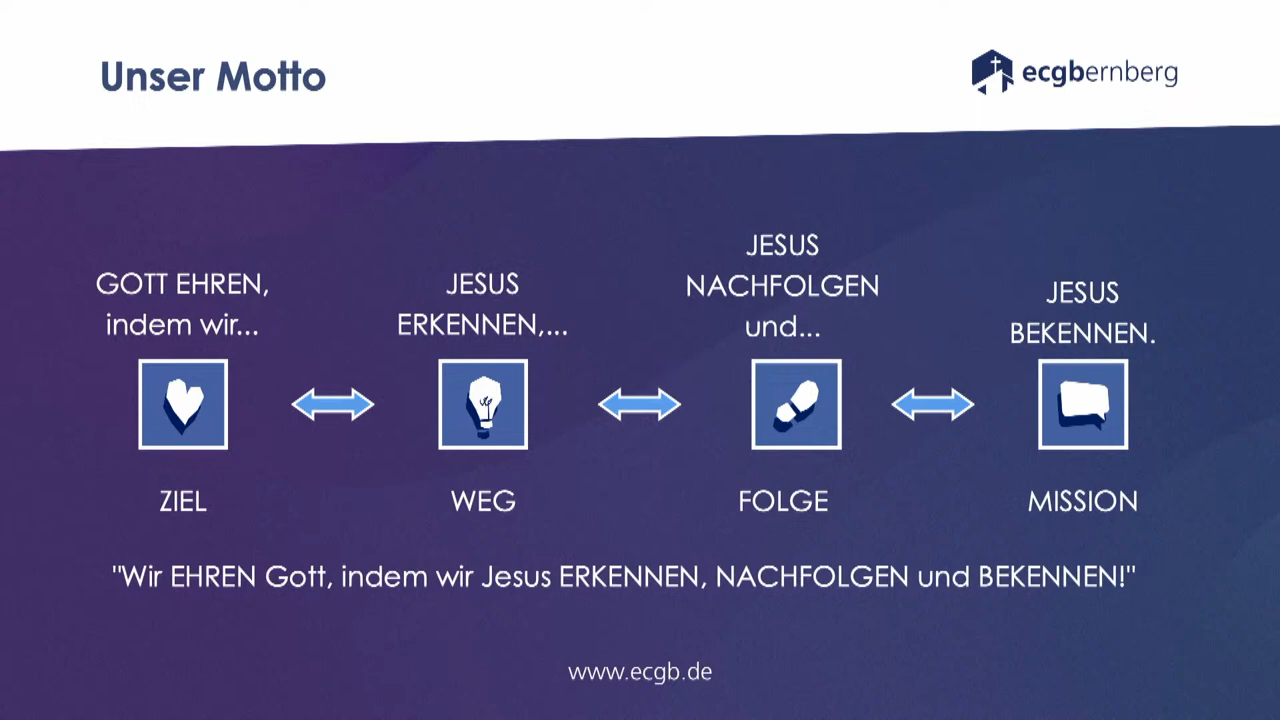 Unser Motto
ecgbernberg
GOTT EHREN,
indem wir...
JESUS
ERKENNEN,...
JESUS
NACHFOLGEN
und...
JESUS
BEKENNEN.
ZIEL
WEG
FOLGE
MISSION
"Wir EHREN Gott, indem wir Jesus ERKENNEN, NACHFOLGEN und BEKENNEN!"
www.ecgb.de